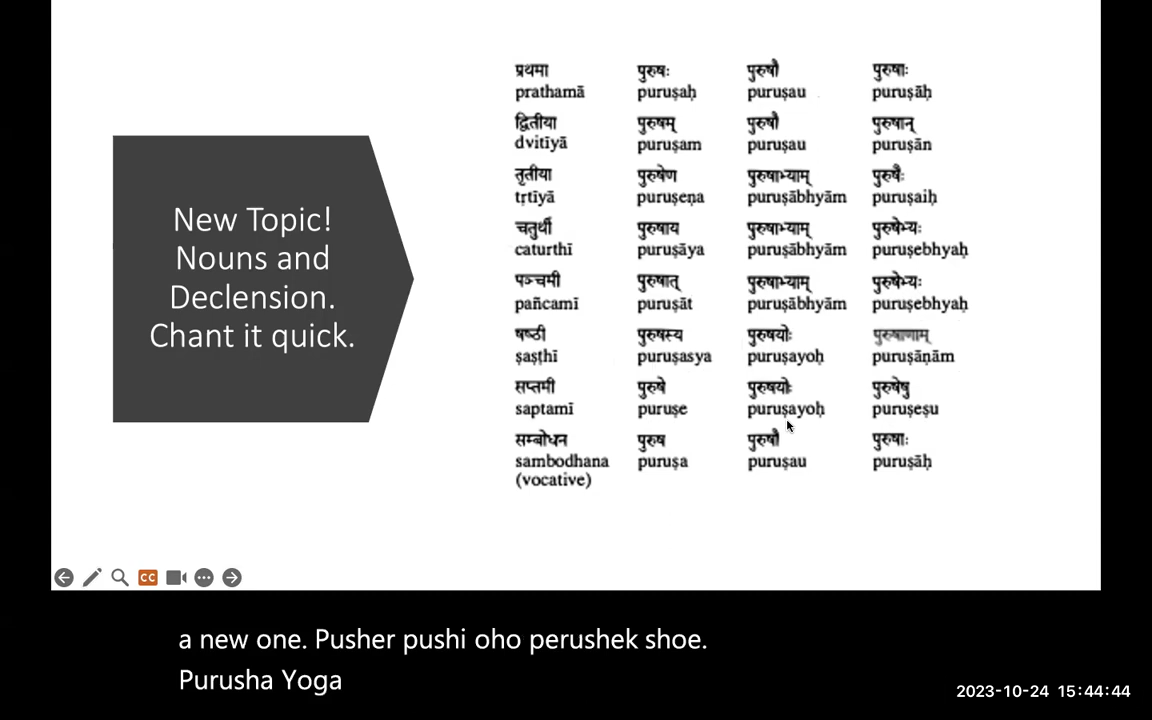 New Topic!
Nouns and
Declension.
Chant it quick.
प्रथमा पुरुषः पुरुषौ पुरुषाः
prathamā puruṣaḥ puruṣau puruṣāḥ
द्वितीया पुरुषम् पुरुषौ पुरुषान्
dvitīyā puruṣam puruṣau puruṣān
तृतीया पुरुषेण पुरुषाभ्याम् पुरुषैः
tṛtīyā puruṣeṇa puruṣābhyām puruṣaiḥ
चतुर्थी पुरुषाय पुरुषाभ्याम् पुरुषेभ्यः
caturthī puruṣāya puruṣābhyām puruṣebhyaḥ
पञ्चमी पुरुषात् पुरुषाभ्याम् पुरुषेभ्यः
pañcamī puruṣāt puruṣābhyām puruṣebhyaḥ
षष्ठी पुरुषस्य पुरुषयोः पुरुषाणाम्
ṣaṣṭhī puruṣasya puruṣayoḥ puruṣāṇām
सप्तमी पुरुषे पुरुषयोः पुरुषेषु
saptamī puruṣe puruṣayoḥ puruṣeṣu
सम्बोधन पुरुष पुरुषौ पुरुषाः
sambodhana puruṣa puruṣau puruṣāḥ
(vocative)
CC
a new one. Pusher pushi oho perushek shoe.
Purusha Yoga
2023-10-24 15:44:44